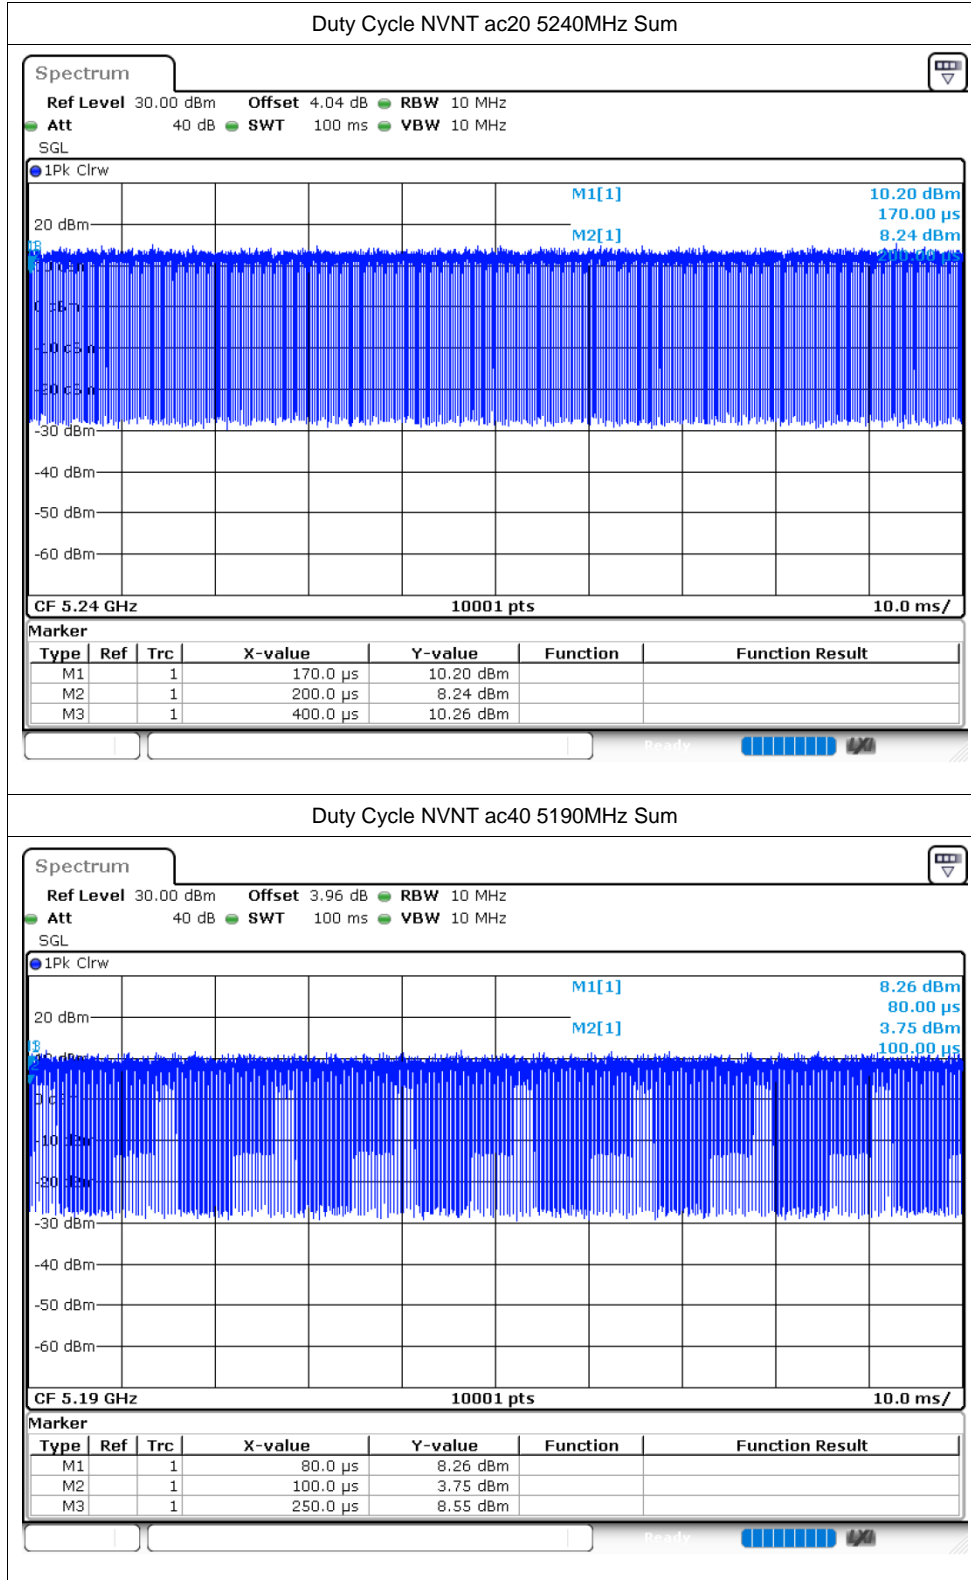 Duty Cycle NVNT ac20 5240MHz Sum
Spectrum
Ref Level 30.00 dBm Offset 4.04 dB RBW 10 MHz
Att 40 dB SWT 100 ms VBW 10 MHz
SGL
1Pk Clrw
M1[1] 10.20 dBm
170.00 µs
20 dBm
M2[1] 8.24 dBm
200.00 µs
-30 dBm
-40 dBm
-50 dBm
-60 dBm
CF 5.24 GHz 10001 pts 10.0 ms/
Marker
Type Ref Trc X-value Y-value Function Function Result
M1 1 170.0 µs 10.20 dBm
M2 1 200.0 µs 8.24 dBm
M3 1 400.0 µs 10.26 dBm
Ready LXI
Duty Cycle NVNT ac40 5190MHz Sum
Spectrum
Ref Level 30.00 dBm Offset 3.96 dB RBW 10 MHz
Att 40 dB SWT 100 ms VBW 10 MHz
SGL
1Pk Clrw
M1[1] 8.26 dBm
80.00 µs
20 dBm
M2[1] 3.75 dBm
100.00 µs
-30 dBm
-40 dBm
-50 dBm
-60 dBm
CF 5.19 GHz 10001 pts 10.0 ms/
Marker
Type Ref Trc X-value Y-value Function Function Result
M1 1 80.0 µs 8.26 dBm
M2 1 100.0 µs 3.75 dBm
M3 1 250.0 µs 8.55 dBm
Ready LXI